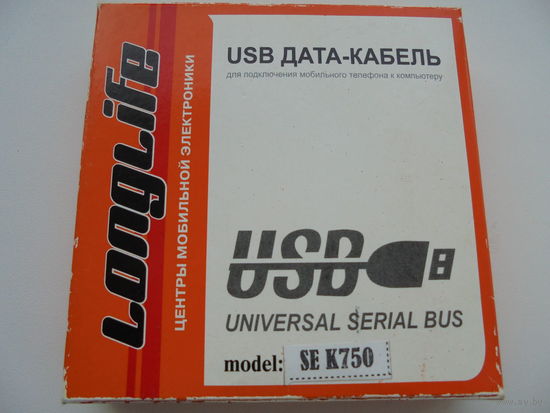 LONGLIFE
ЦЕНТРЫ МОБИЛЬНОЙ ЭЛЕКТРОНИКИ
USB ДАТА-КАБЕЛЬ
для подключения мобильного телефона к компьютеру
USB
UNIVERSAL SERIAL BUS
model: SE K750